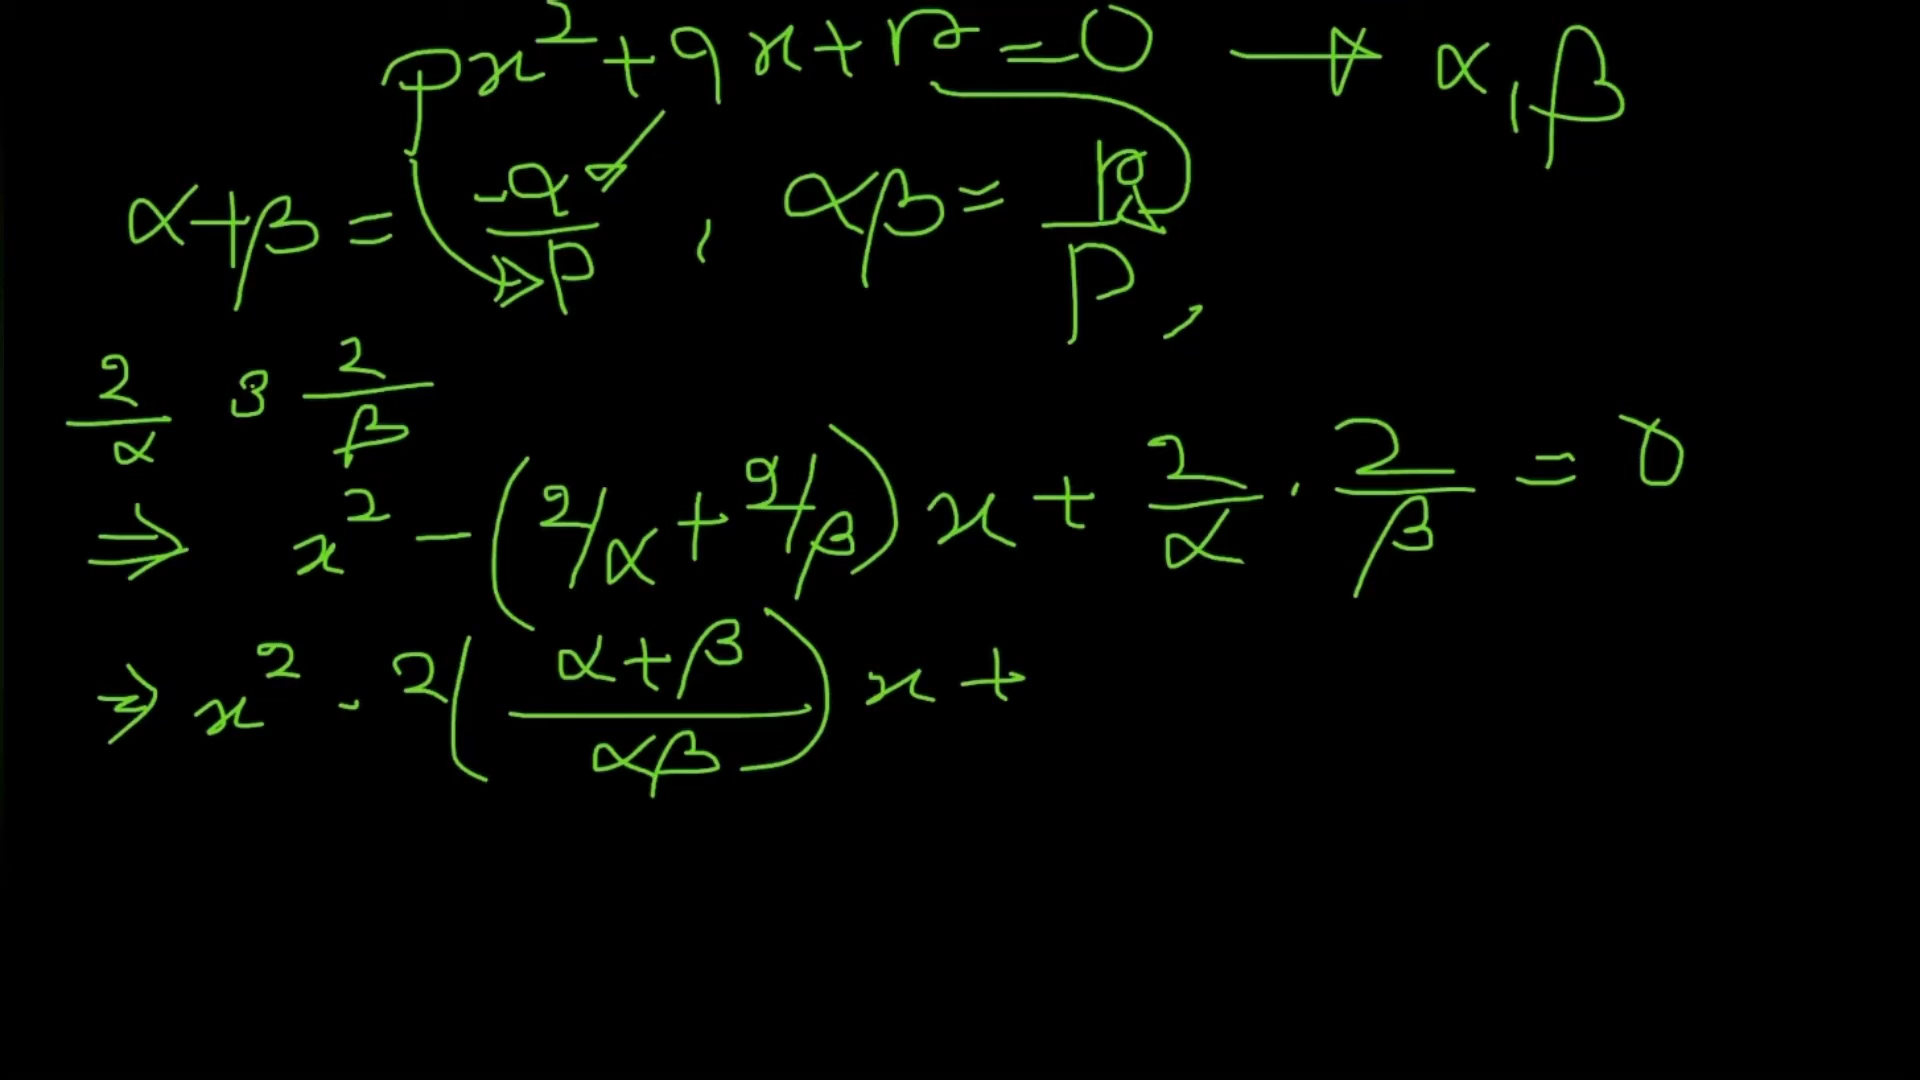 px² + qx + r = 0 → α, β
α+β = -q/p , αβ = r/p ,
2/α ও 2/β
⇒ x² - (2/α + 2/β) x + 2/α · 2/β = 0
⇒ x² - 2((α+β)/αβ) x +